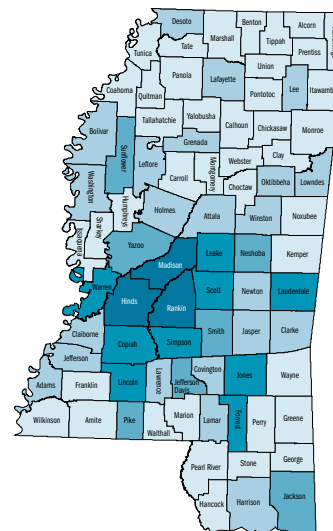 Desoto
Benton
Alcorn
Marshall
Tippah
Tate
Prentiss
Tunica
Union
Panola
Lafayette
Coahoma
Lee
Itawamba
Quitman
Pontotoc
Tallahatchie
Yalobusha
Calhoun
Chickasaw
Monroe
Bolivar
Sunflower
Grenada
Leflore
Webster
Clay
Carroll
Montgomery
Oktibbeha
Lowndes
Washington
Choctaw
Humphreys
Holmes
Attala
Winston
Noxubee
Sharkey
Issaquena
Yazoo
Leake
Neshoba
Kemper
Madison
Warren
Scott
Newton
Lauderdale
Hinds
Rankin
Claiborne
Copiah
Simpson
Smith
Jasper
Clarke
Jefferson
Covington
Jones
Wayne
Adams
Franklin
Lincoln
Lawrence
Jefferson
Davis
Wilkinson
Amite
Pike
Walthall
Marion
Lamar
Forrest
Perry
Greene
Pearl River
Stone
George
Hancock
Harrison
Jackson